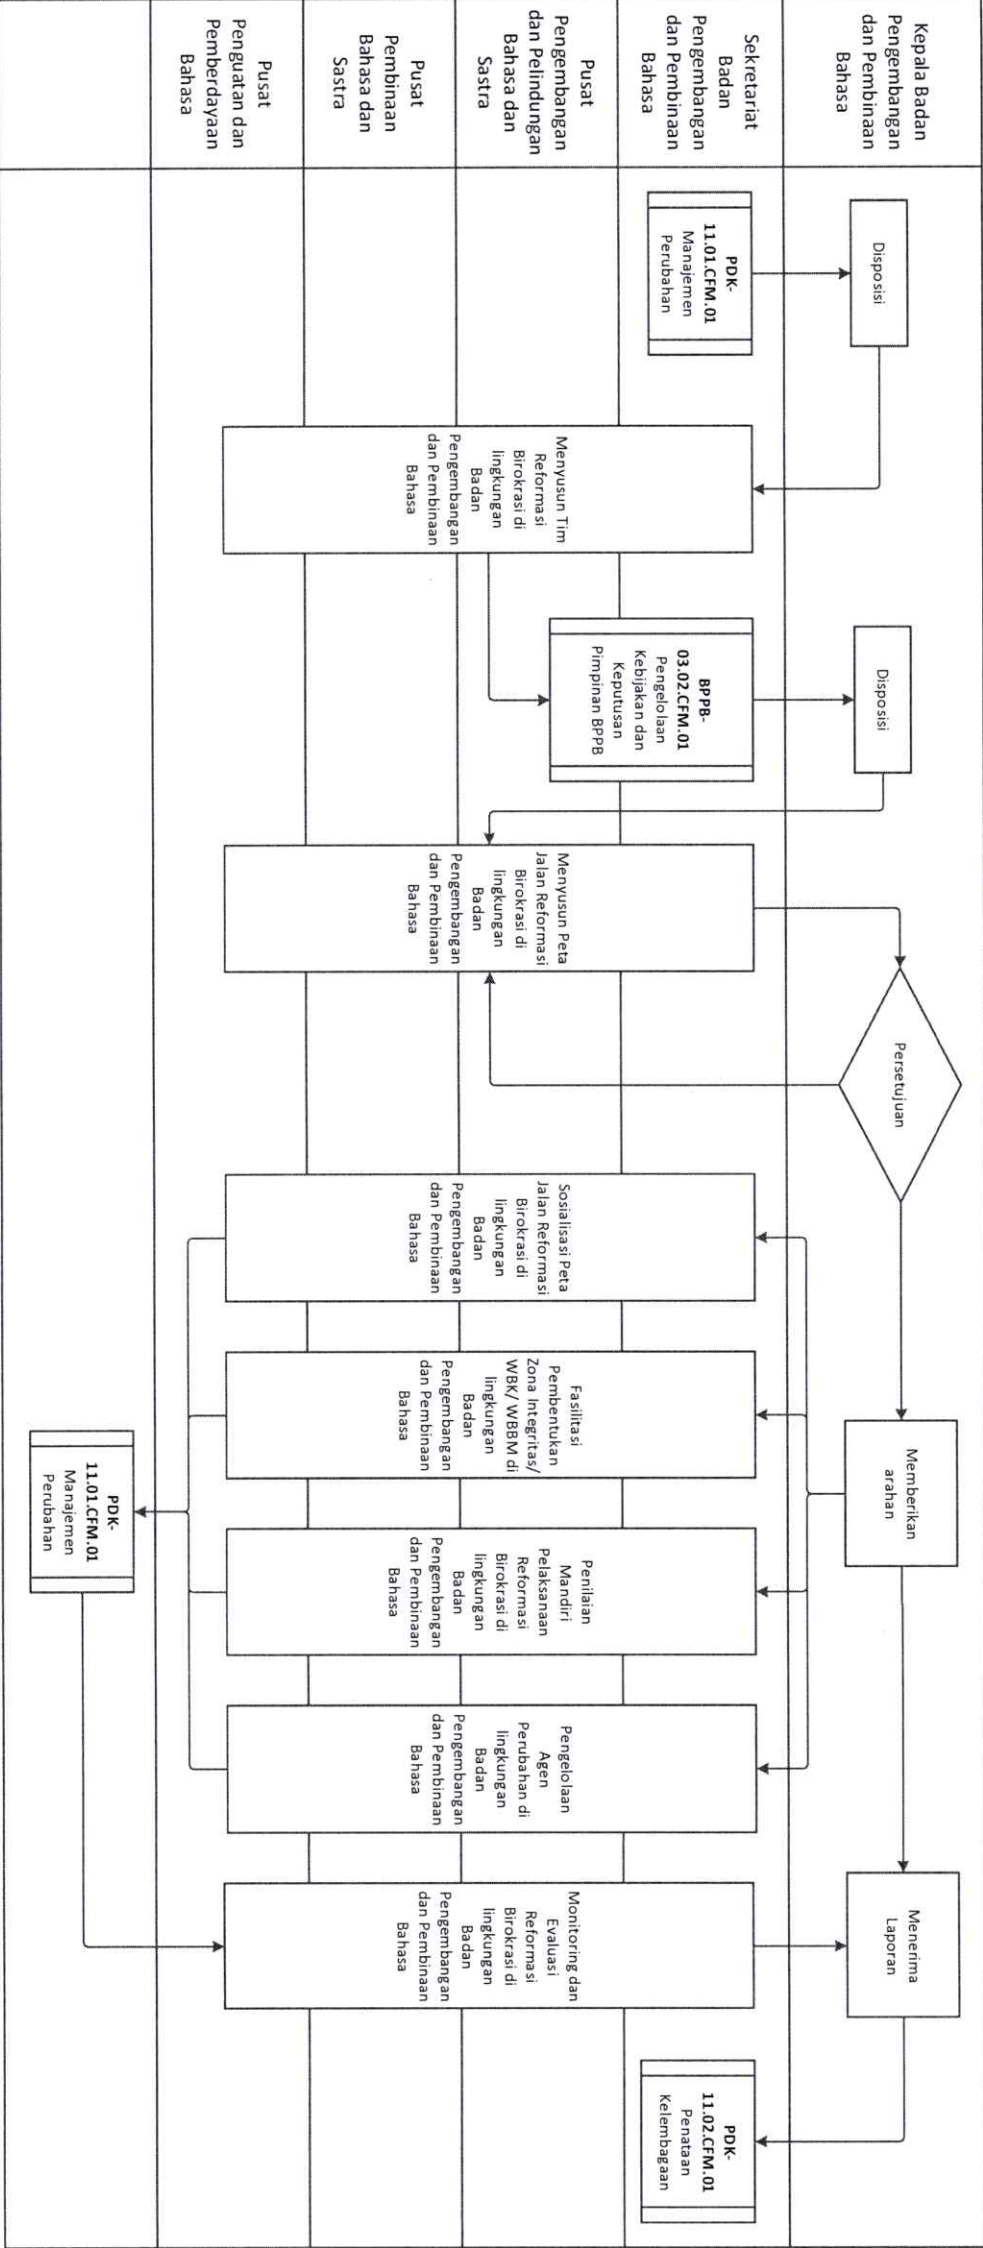 Kepala Badan
Pengembangan
dan Pembinaan
Bahasa
Sekretariat
Badan
Pengembangan
dan Pembinaan
Bahasa
Pusat
Pengembangan
dan Pelindungan
Bahasa dan
Sastra
Pusat
Pembinaan
Bahasa dan
Sastra
Pusat
Penguatan dan
Pemberdayaan
Bahasa
Disposisi
PDK-
11.01.CFM.01
Manajemen
Perubahan
Menyusun Tim
Reformasi
Birokrasi di
lingkungan
Badan
Pengembangan
dan Pembinaan
Bahasa
Disposisi
BPPB-
03.02.CFM.01
Pengelolaan
Kebijakan dan
Keputusan
Pimpinan BPPB
Menyusun Peta
Jalan Reformasi
Birokrasi di
lingkungan
Badan
Pengembangan
dan Pembinaan
Bahasa
Persetujuan
Sosialisasi Peta
Jalan Reformasi
Birokrasi di
lingkungan
Badan
Pengembangan
dan Pembinaan
Bahasa
Memberikan
arahan
Fasilitasi
Pembentukan
Zona Integritas/
WBK/ WBBM di
lingkungan
Badan
Pengembangan
dan Pembinaan
Bahasa
PDK-
11.01.CFM.01
Manajemen
Perubahan
Penilaian
Mandiri
Pelaksanaan
Reformasi
Birokrasi di
lingkungan
Badan
Pengembangan
dan Pembinaan
Bahasa
Pengelolaan
Agen
Perubahan di
lingkungan
Badan
Pengembangan
dan Pembinaan
Bahasa
Menerima
Laporan
Monitoring dan
Evaluasi
Reformasi
Birokrasi di
lingkungan
Badan
Pengembangan
dan Pembinaan
Bahasa
PDK-
11.02.CFM.01
Penataan
Kelembagaan